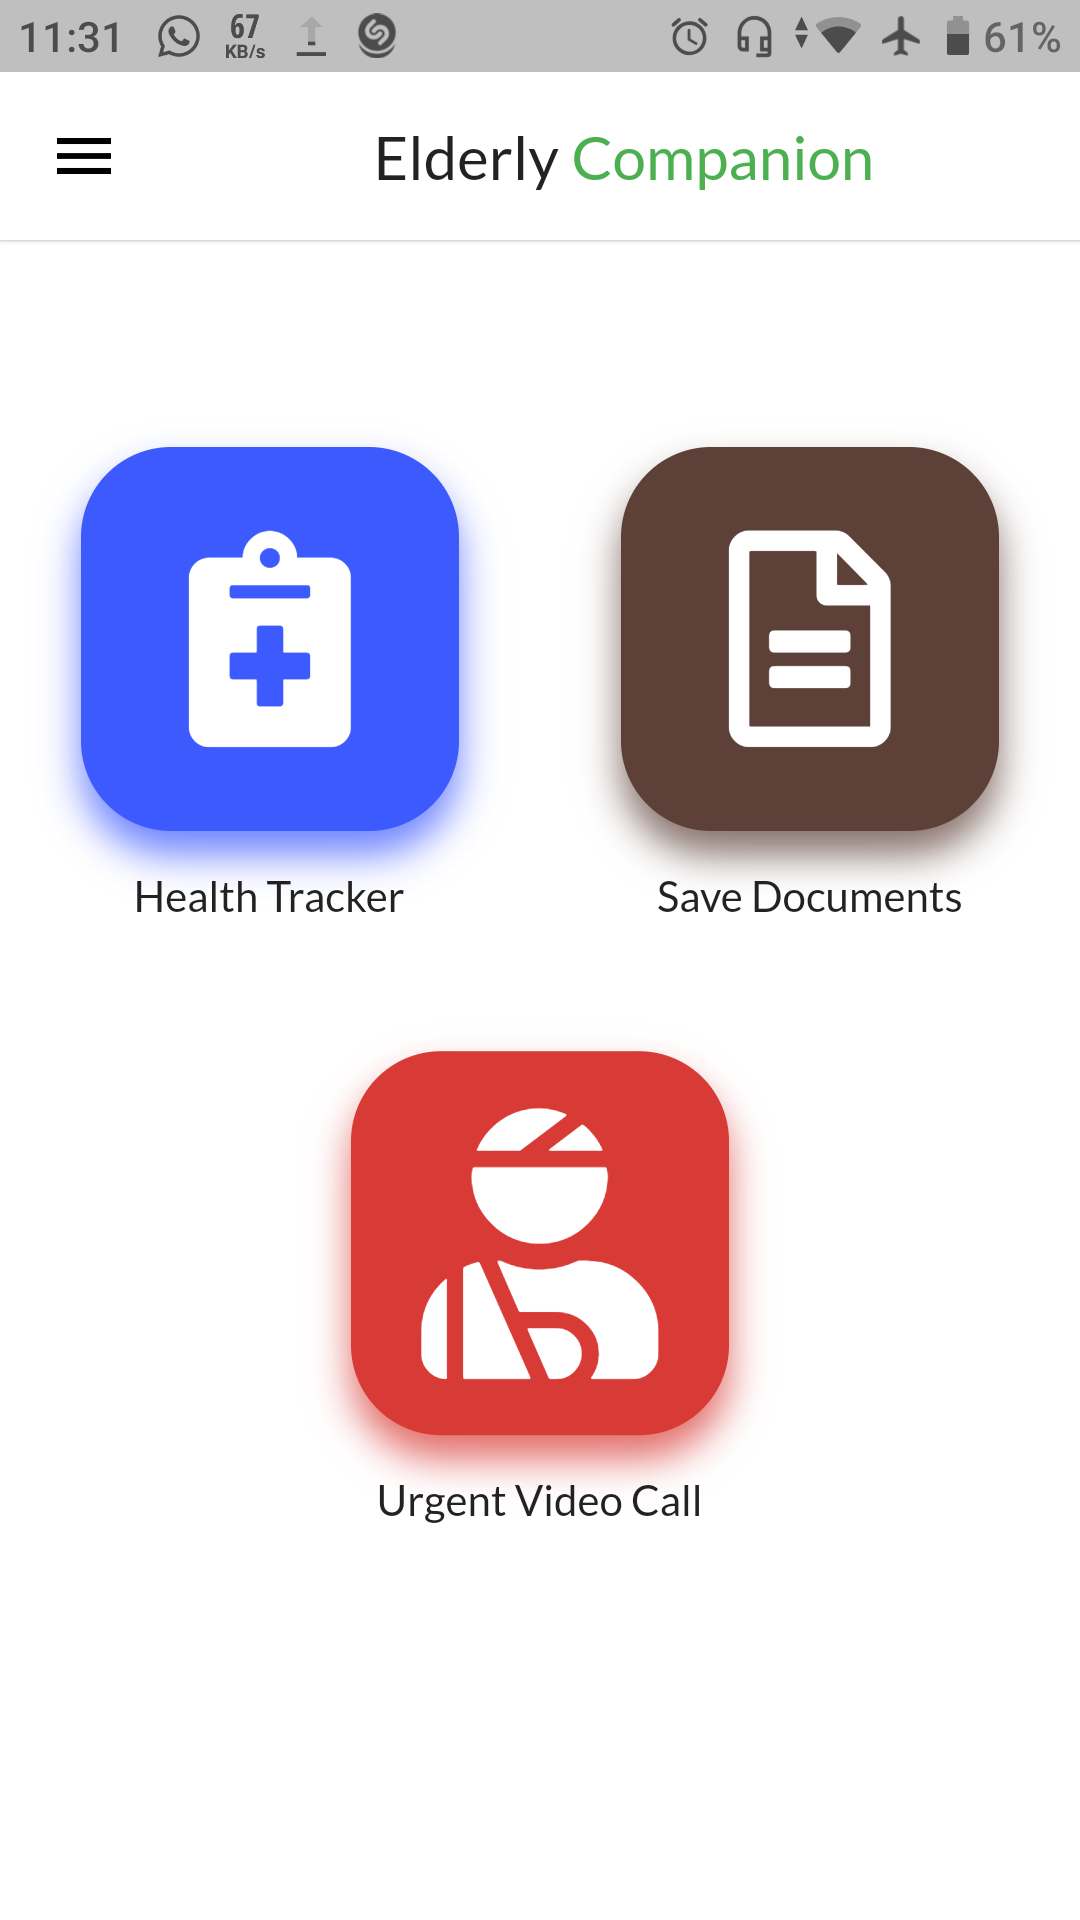 11:31 67 KB/s 61%
Elderly Companion
Health Tracker Save Documents
Urgent Video Call